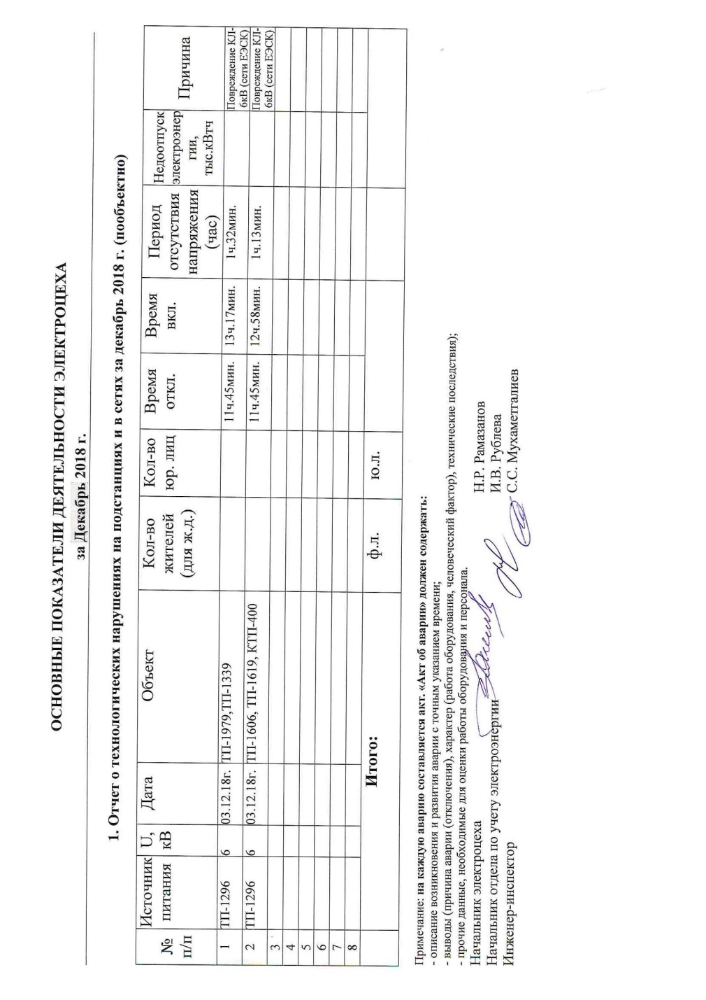 ОСНОВНЫЕ ПОКАЗАТЕЛИ ДЕЯТЕЛЬНОСТИ ЭЛЕКТРОЦЕХА
за Декабрь 2018 г.
1. Отчет о технологических нарушениях на подстанциях и в сетях за декабрь 2018 г. (пообъектно)
№ п/п Источник питания U, кВ Дата Объект Кол-во жителей (для ж.д.) Кол-во юр. лиц Время откл. Время вкл. Период отсутствия напряжения (час) Недоотпуск электроэнер гии, тыс.кВтч Причина
1 ТП-1296 6 03.12.18г. ТП-1979,ТП-1339 11ч.45мин. 13ч.17мин. 1ч.32мин. Повреждение КЛ-6кВ (сети ЕЭСК)
2 ТП-1296 6 03.12.18г. ТП-1606, ТП-1619, КТП-400 11ч.45мин. 12ч.58мин. 1ч.13мин. Повреждение КЛ-6кВ (сети ЕЭСК)
3
4
5
6
7
8
Итого: ф.л. ю.л.
Примечание: на каждую аварию составляется акт. «Акт об аварии» должен содержать:
- описание возникновения и развития аварии с точным указанием времени;
- выводы (причина аварии (отключения), характер (работа оборудования, человеческий фактор), технические последствия);
- прочие данные, необходимые для оценки работы оборудования и персонала.
Начальник электроцеха Н.Р. Рамазанов
Начальник отдела по учету электроэнергии И.В. Рублева
Инженер-инспектор С.С. Мухаметгалиев